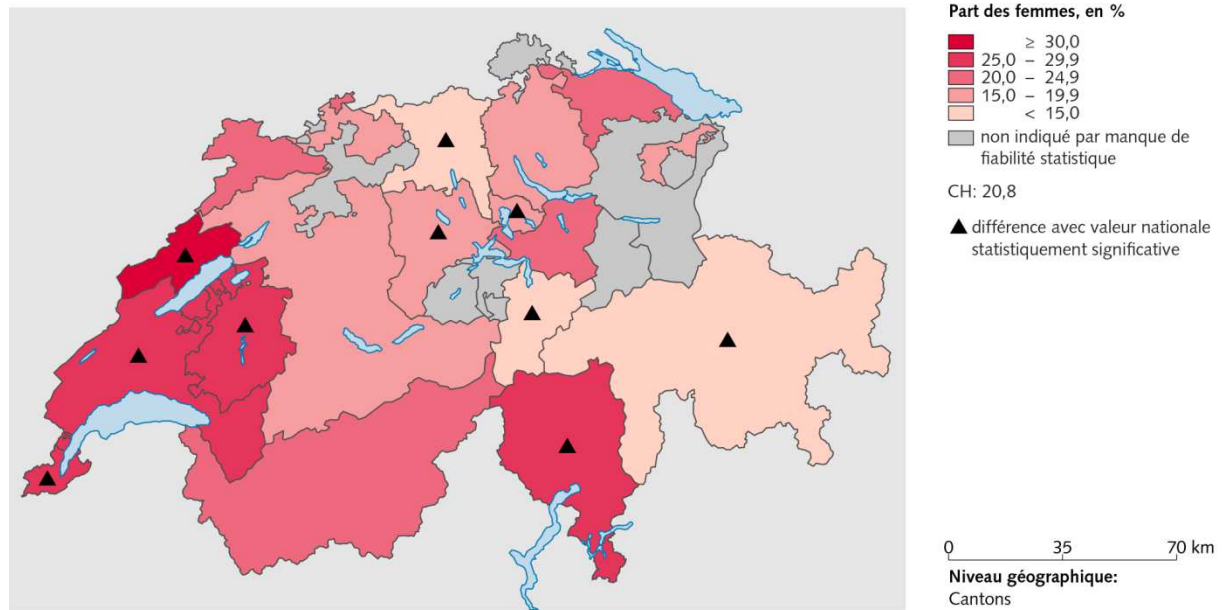 Part des femmes, en %
≥ 30,0
25,0 – 29,9
20,0 – 24,9
15,0 – 19,9
< 15,0
non indiqué par manque de
fiabilité statistique
CH: 20,8
différence avec valeur nationale
statistiquement significative
0 35 70 km
Niveau géographique:
Cantons